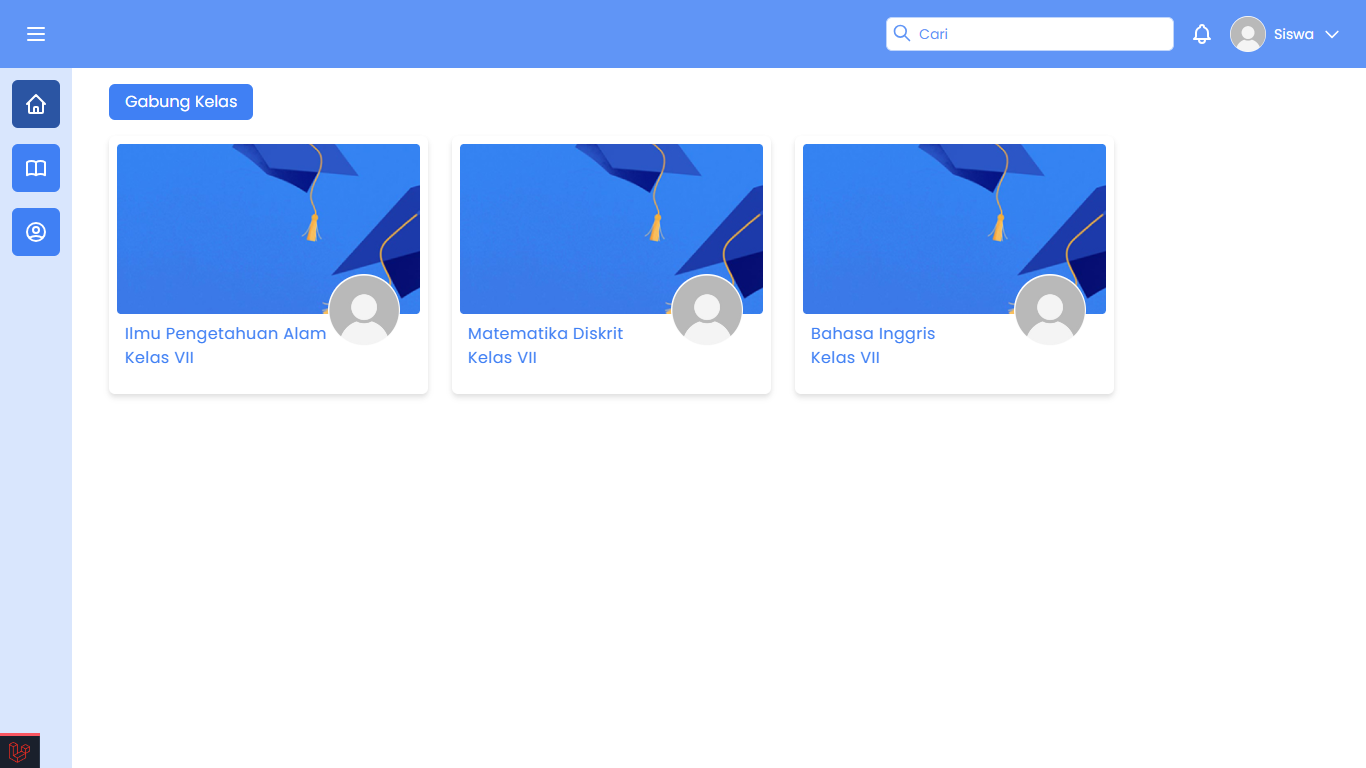 Cari
Siswa
Gabung Kelas
Ilmu Pengetahuan Alam
Kelas VII
Matematika Diskrit
Kelas VII
Bahasa Inggris
Kelas VII